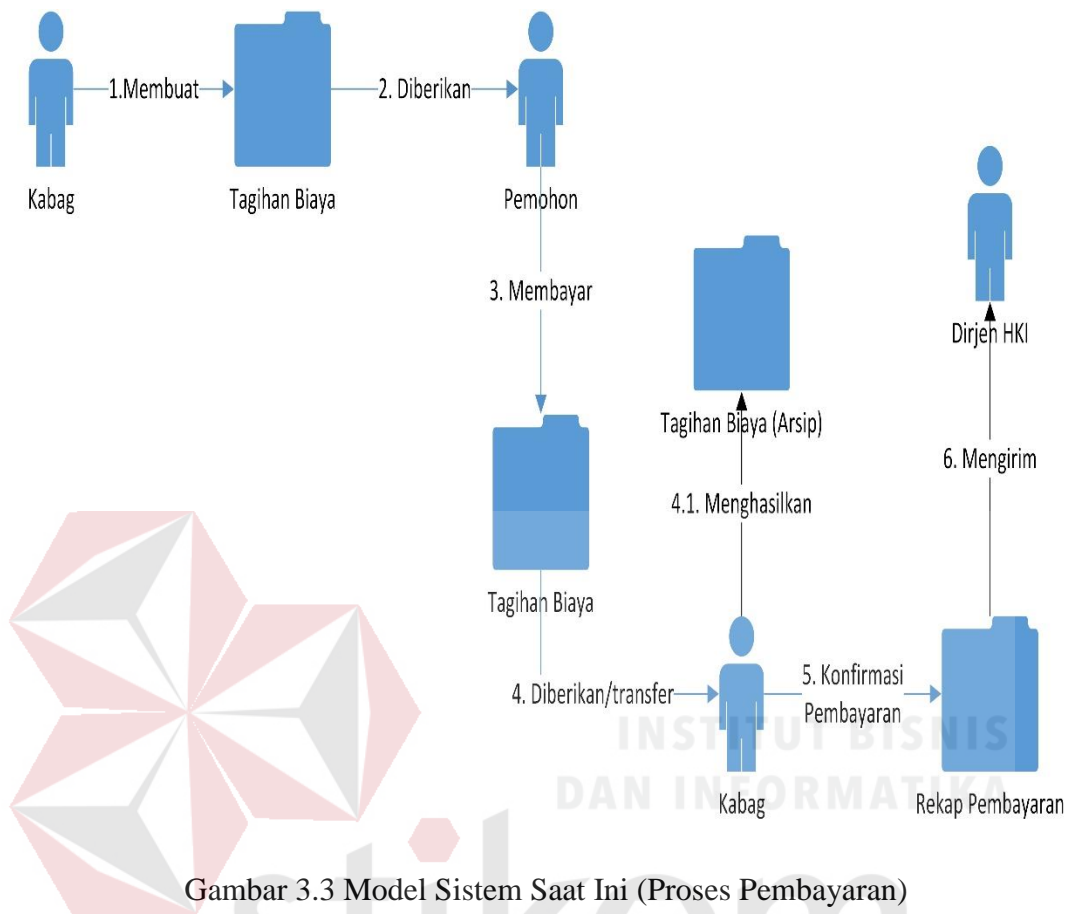 1.Membuat
2. Diberikan
Kabag
Tagihan Biaya
Pemohon
3. Membayar
Dirjen HKI
Tagihan Biaya (Arsip)
6. Mengirim
4.1. Menghasilkan
Tagihan Biaya
4. Diberikan/transfer
5. Konfirmasi
Pembayaran
INSTITUT BISNIS
DAN INFORMATIKA
Kabag
Rekap Pembayaran
Gambar 3.3 Model Sistem Saat Ini (Proses Pembayaran)
stikom